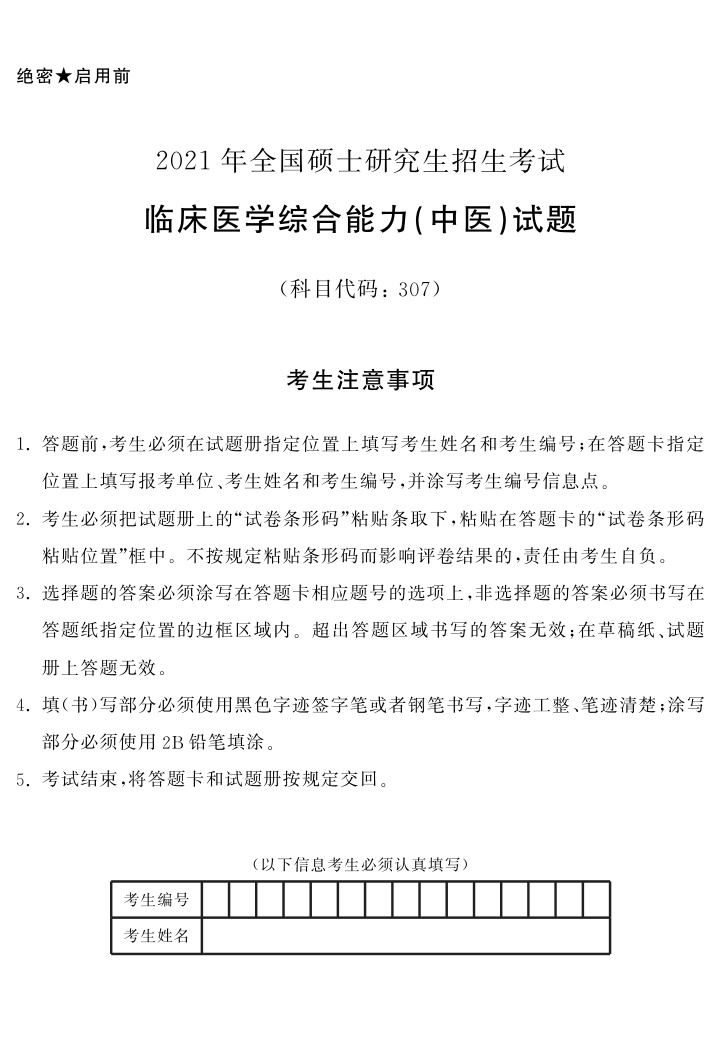 绝密★启用前
2021 年全国硕士研究生招生考试
临床医学综合能力(中医)试题
(科目代码: 307)
考生注意事项
1. 答题前,考生必须在试题册指定位置上填写考生姓名和考生编号;在答题卡指定
位置上填写报考单位、考生姓名和考生编号,并涂写考生编号信息点。
2. 考生必须把试题册上的“试卷条形码”粘贴条取下,粘贴在答题卡的“试卷条形码
粘贴位置”框中。不按规定粘贴条形码而影响评卷结果的,责任由考生自负。
3. 选择题的答案必须涂写在答题卡相应题号的选项上,非选择题的答案必须书写在
答题纸指定位置的边框区域内。超出答题区域书写的答案无效;在草稿纸、试题
册上答题无效。
4. 填(书)写部分必须使用黑色字迹签字笔或者钢笔书写,字迹工整、笔迹清楚;涂写
部分必须使用 2B 铅笔填涂。
5. 考试结束,将答题卡和试题册按规定交回。
(以下信息考生必须认真填写)
考生编号
考生姓名